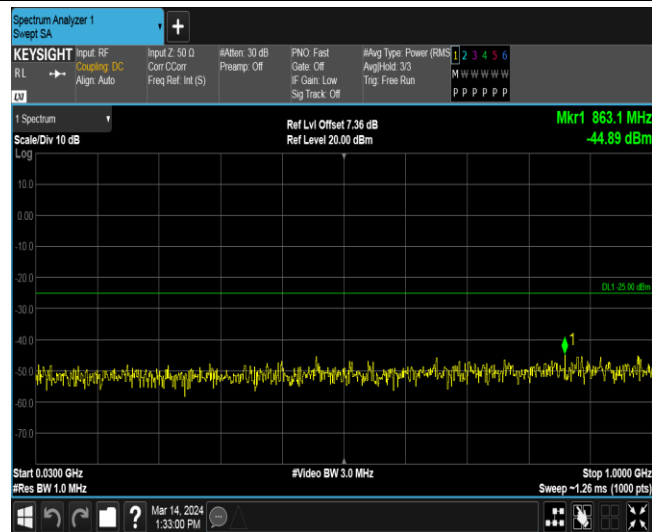 Spectrum Analyzer 1
Swept SA
+
KEYSIGHT
RL
LXI
Input: RF
Coupling: DC
Align: Auto
Input Z: 50 Ω
Corr CCorr
Freq Ref: Int (S)
#Atten: 30 dB
Preamp: Off
PNO: Fast
Gate: Off
IF Gain: Low
Sig Track: Off
#Avg Type: Power (RMS
Avg|Hold: 3/3
Trig: Free Run
1 2 3 4 5 6
M W W W W W
P P P P P P
1 Spectrum
Scale/Div 10 dB
Ref Lvl Offset 7.36 dB
Ref Level 20.00 dBm
Mkr1 863.1 MHz
-44.89 dBm
Log
10.0
0.00
-10.0
-20.0
DL1 -25.00 dBm
-30.0
-40.0
1
-50.0
-60.0
-70.0
Start 0.0300 GHz
#Res BW 1.0 MHz
#Video BW 3.0 MHz
Stop 1.0000 GHz
Sweep ~1.26 ms (1000 pts)
?
Mar 14, 2024
1:33:00 PM